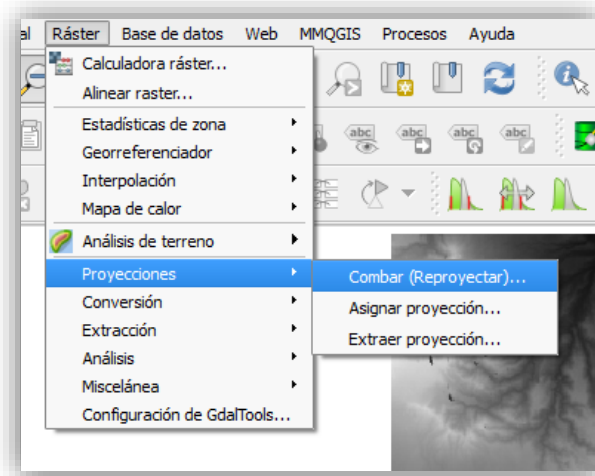 al Ráster Base de datos Web MMQGIS Procesos Ayuda
Calculadora ráster...
Alinear raster...
Estadísticas de zona
Georreferenciador
Interpolación
Mapa de calor
Análisis de terreno
Proyecciones
Conversión
Extracción
Análisis
Miscelánea
Configuración de GdalTools...
Combar (Reproyectar)...
Asignar proyección...
Extraer proyección...
abc abc abc abc